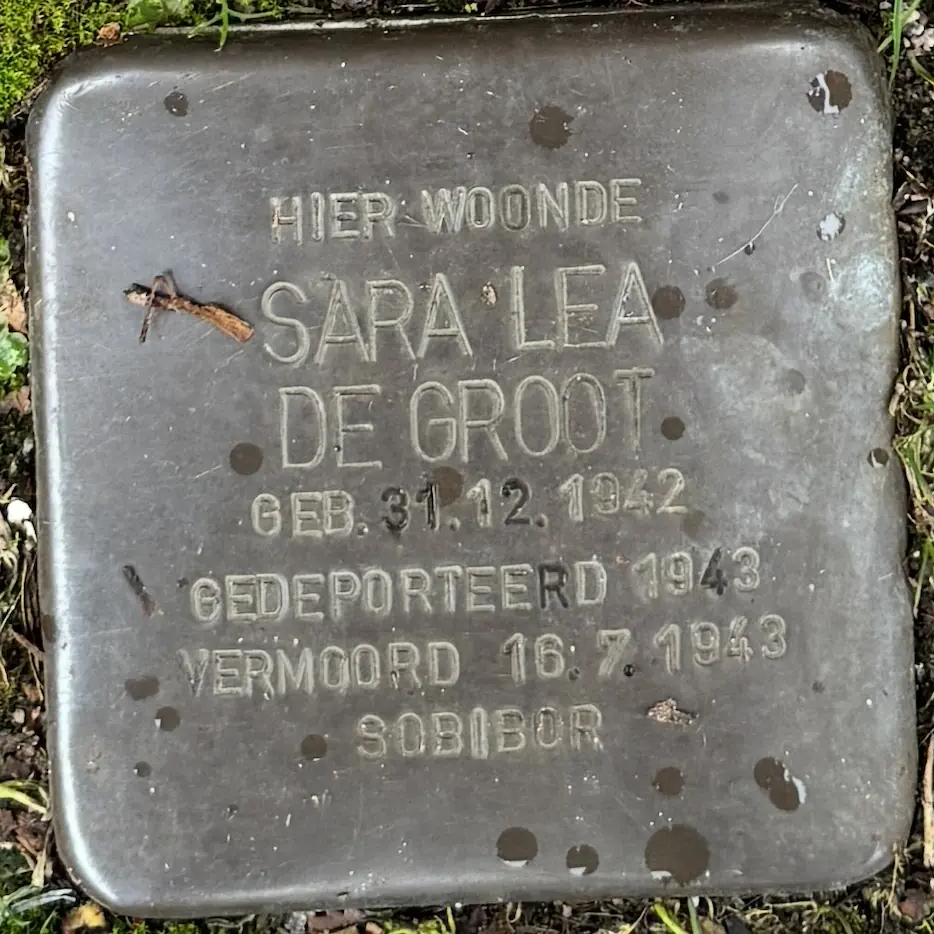 HIER WOONDE
SARA LEA
DE GROOT
GEB. 31.12. 1942
GEDEPORTEERD 1943
VERMOORD 16.7.1943
SOBIBOR